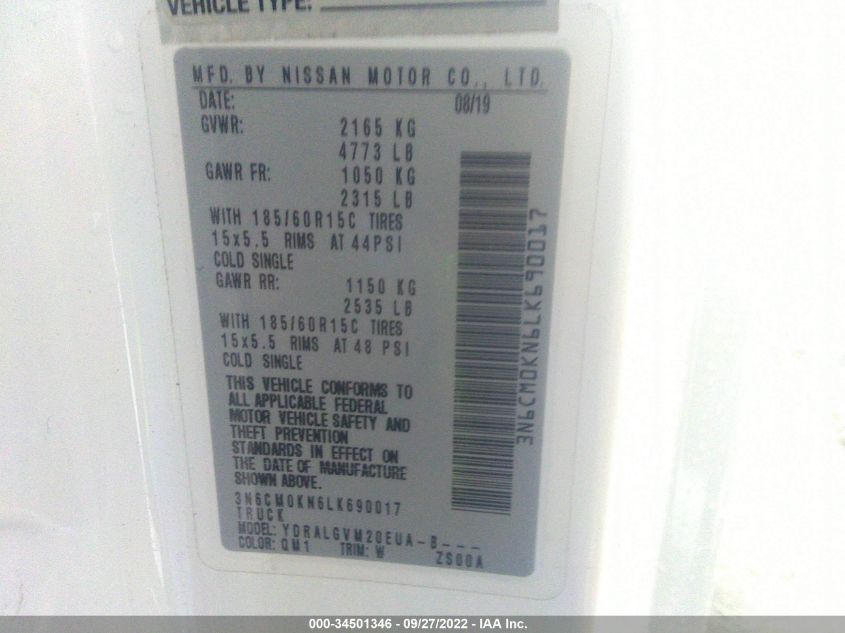 VEHICLE TYPE:
MFD. BY NISSAN MOTOR CO., LTD.
DATE: 08/19
GVWR: 2165 KG
4773 LB
GAWR FR: 1050 KG
2315 LB
WITH 185/60R15C TIRES
15x5.5 RIMS AT 44PSI
COLD SINGLE
GAWR RR: 1150 KG
2535 LB
WITH 185/60R15C TIRES
15x5.5 RIMS AT 48 PSI
COLD SINGLE
THIS VEHICLE CONFORMS TO
ALL APPLICABLE FEDERAL
MOTOR VEHICLE SAFETY AND
THEFT PREVENTION
STANDARDS IN EFFECT ON
THE DATE OF MANUFACTURE
SHOWN ABOVE.
3N6CM0KN6LK690017
TRUCK
MODEL: YDRALGVM20EUA-B---
COLOR: QM1 TRIM: W ZS00A
3N6CM0KN6LK690017
000-34501346 - 09/27/2022 - IAA Inc.